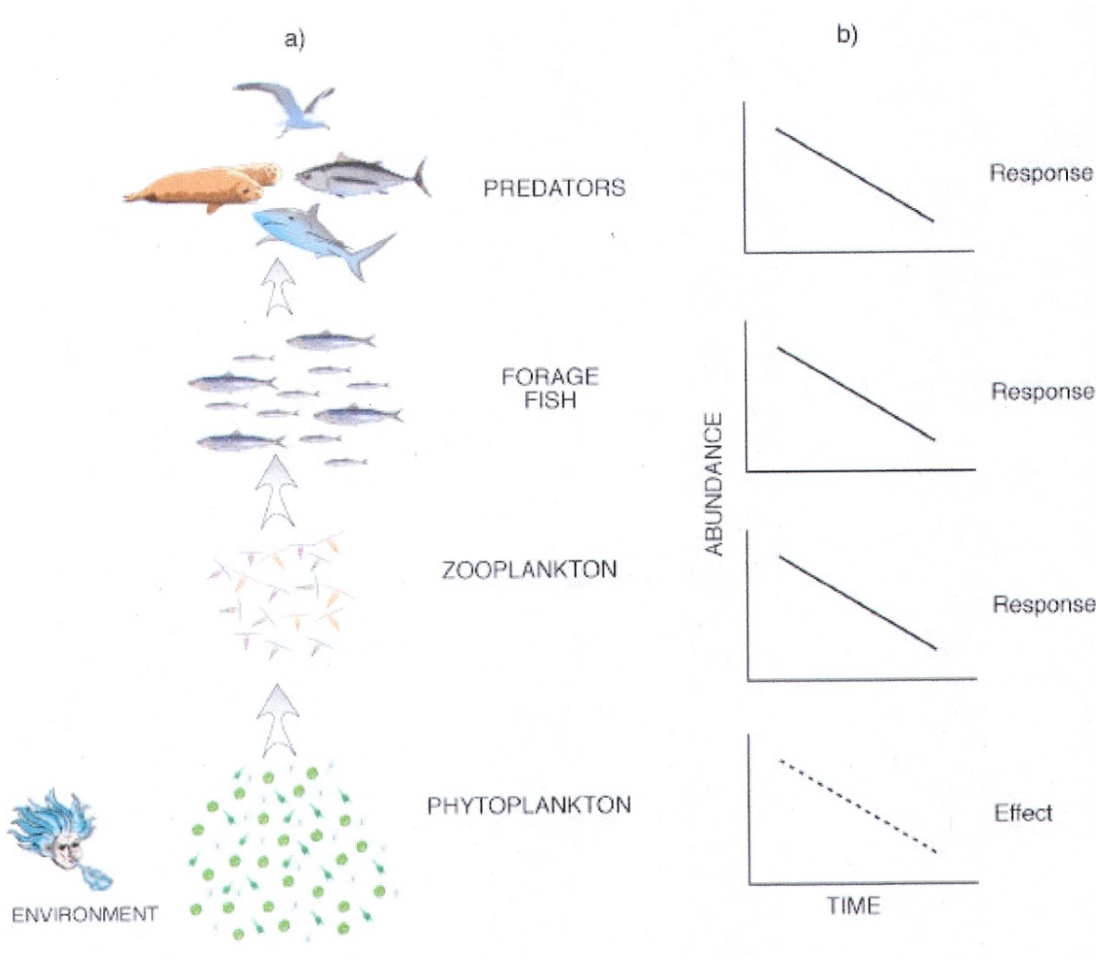 a)
b)
PREDATORS
Response
FORAGE
FISH
Response
ABUNDANCE
ZOOPLANKTON
Response
PHYTOPLANKTON
Effect
ENVIRONMENT
TIME